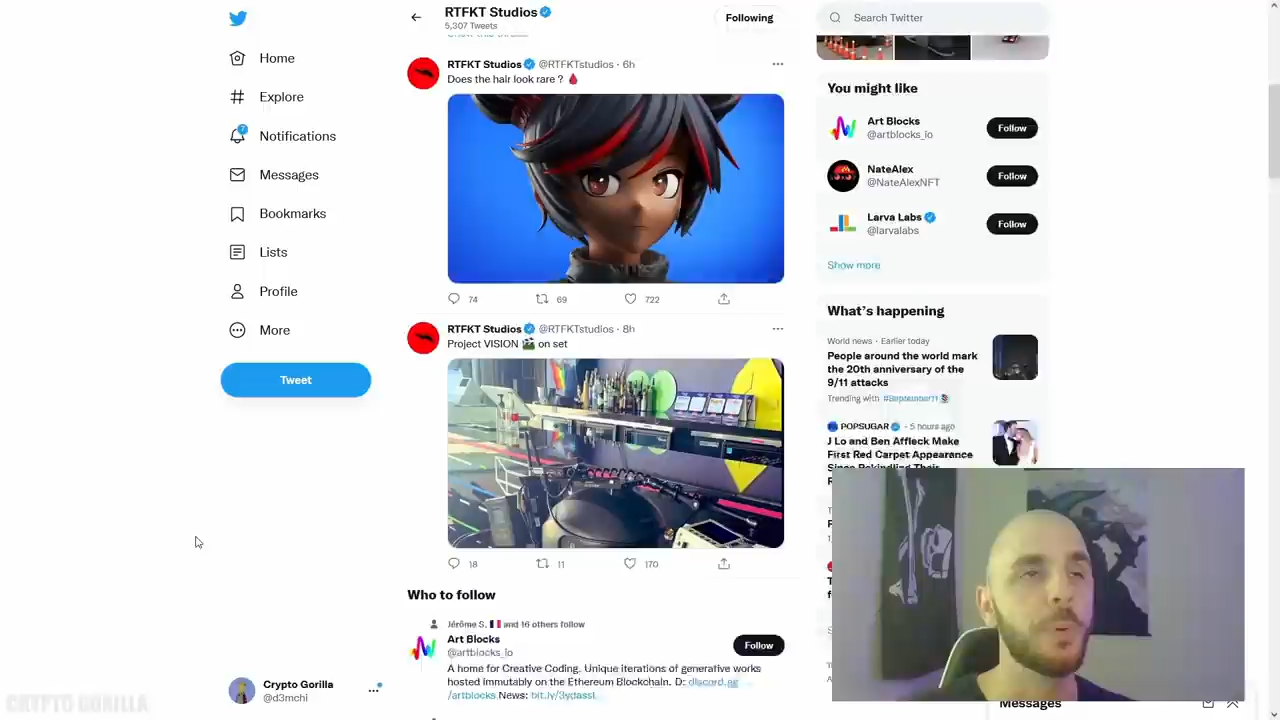 RTFKT Studios
5,307 Tweets
Following
Search Twitter
Home
Explore
Notifications
7
Messages
Bookmarks
Lists
Profile
More
Tweet
Crypto Gorilla
@d3mchi
CRYPTO GORILLA
Show this thread
RTFKT Studios @RTFKTstudios · 6h
Does the hair look rare ? 🩸
74 69 722
RTFKT Studios @RTFKTstudios · 8h
Project VISION 🎬 on set
18 11 170
Who to follow
Jérôme S. 🇫🇷 and 16 others follow
Art Blocks
@artblocks_io
Follow
A home for Creative Coding. Unique iterations of generative works
hosted immutably on the Ethereum Blockchain. D: discord.gg
/artblocks News:
You might like
Art Blocks
@artblocks_io
Follow
NateAlex
@NateAlexNFT
Follow
Larva Labs
@larvalabs
Follow
Show more
What's happening
World news · Earlier today
People around the world mark
the 20th anniversary of the
9/11 attacks
Trending with #September11
POPSUGAR · 5 hours ago
J Lo and Ben Affleck Make
First Red Carpet Appearance
Since Rekindling Their
Messages